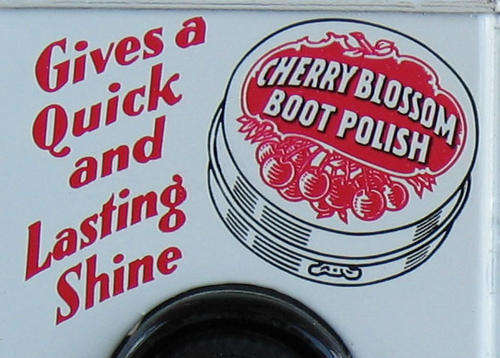 Gives a
Quick
and
Lasting
Shine
CHERRY BLOSSOM
BOOT POLISH